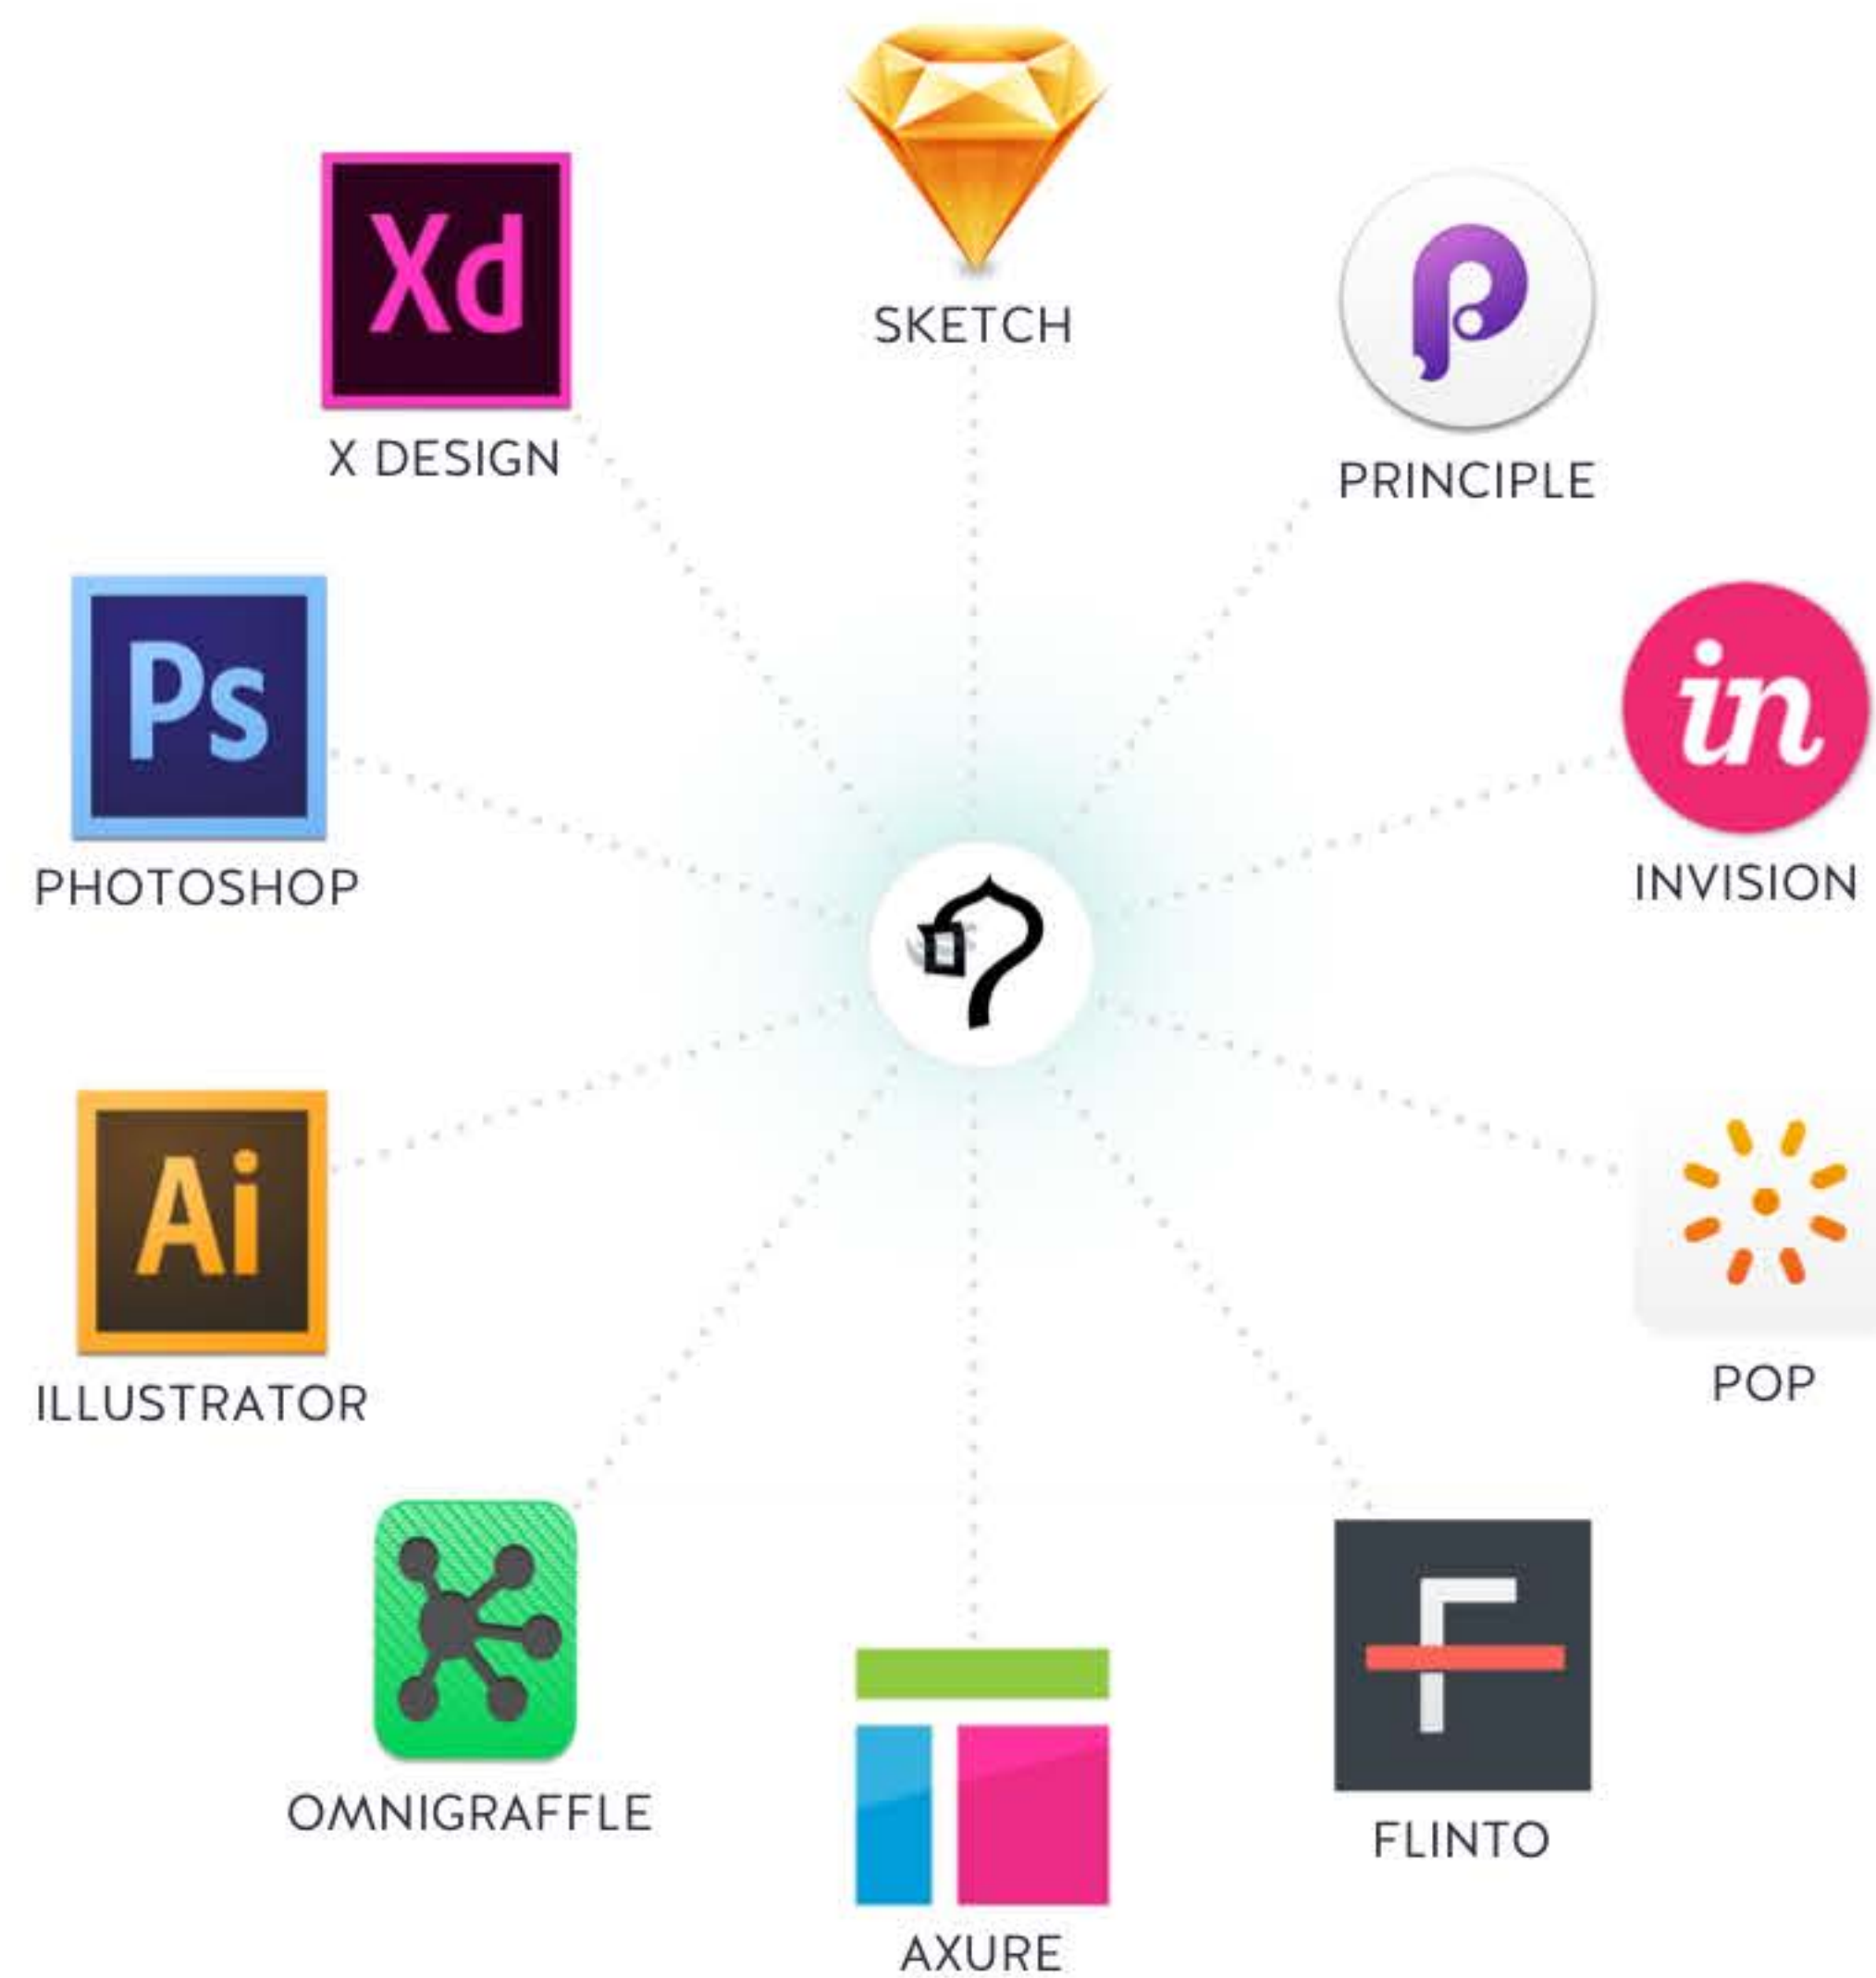 SKETCH
Xd
X DESIGN
PRINCIPLE
Ps
PHOTOSHOP
in
INVISION
Ai
ILLUSTRATOR
POP
OMNIGRAFFLE
F
FLINTO
AXURE